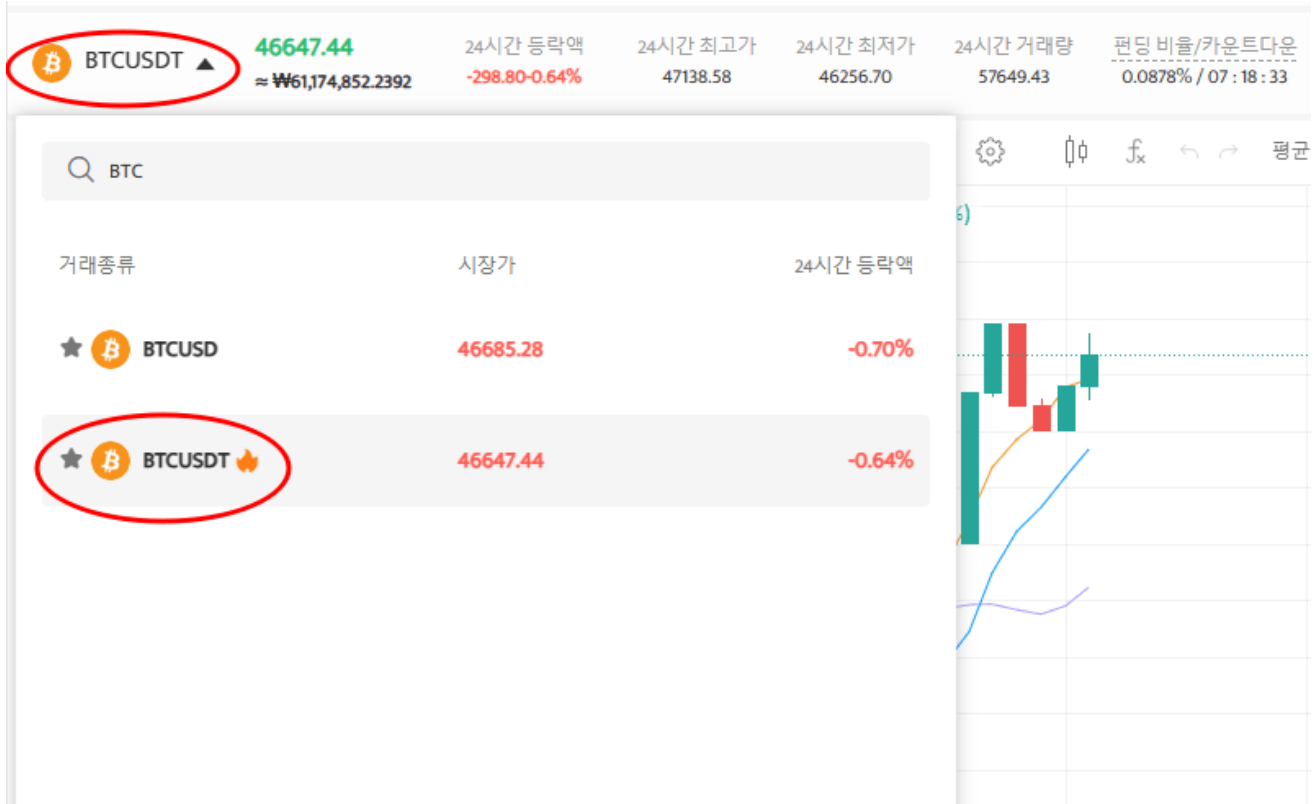 BTCUSDT
46647.44
≈ ₩61,174,852.2392
24시간 등락액
-298.80-0.64%
24시간 최고가
47138.58
24시간 최저가
46256.70
24시간 거래량
57649.43
펀딩 비율/카운트다운
0.0878% / 07 : 18 : 33
BTC
fx
평균
%)
거래종류 시장가 24시간 등락액
BTCUSD 46685.28 -0.70%
BTCUSDT 46647.44 -0.64%